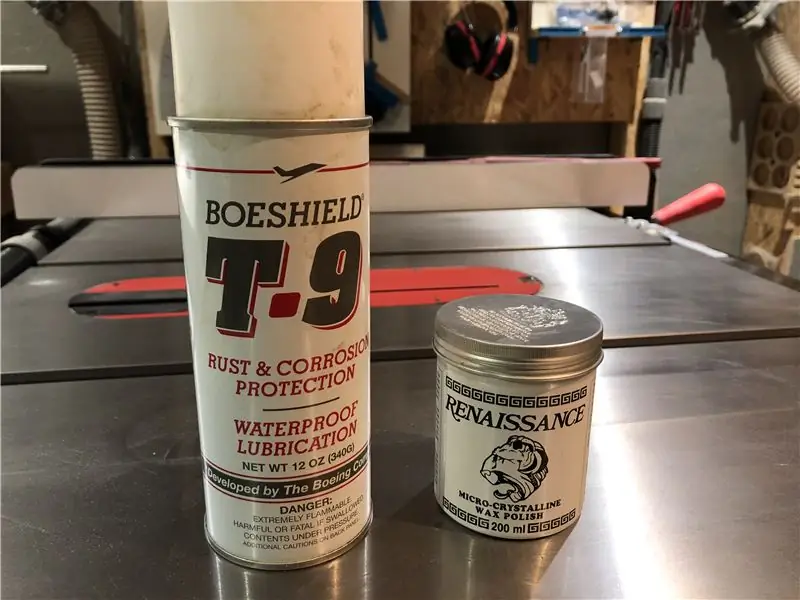 BOESHIELD®
T·9
RUST & CORROSION
PROTECTION
WATERPROOF
LUBRICATION
NET WT 12 OZ (340G)
Developed by The Boeing
DANGER:
EXTREMELY FLAMMABLE
HARMFUL OR FATAL IF SWALLOWED
CONTENTS UNDER PRESSURE
ADDITIONAL CAUTIONS ON BACK PANEL
RENAISSANCE
MICRO-CRYSTALLINE
WAX POLISH
200 ml